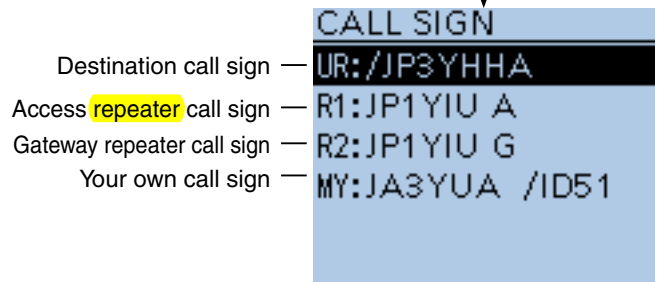 CALL SIGN
Destination call sign UR:/JP3YHHA
Access repeater call sign R1:JP1YIU A
Gateway repeater call sign R2:JP1YIU G
Your own call sign MY:JA3YUA /ID51